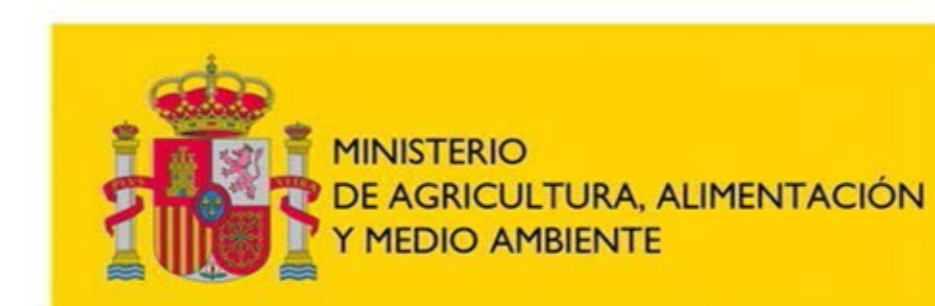 MINISTERIO
DE AGRICULTURA, ALIMENTACIÓN
Y MEDIO AMBIENTE